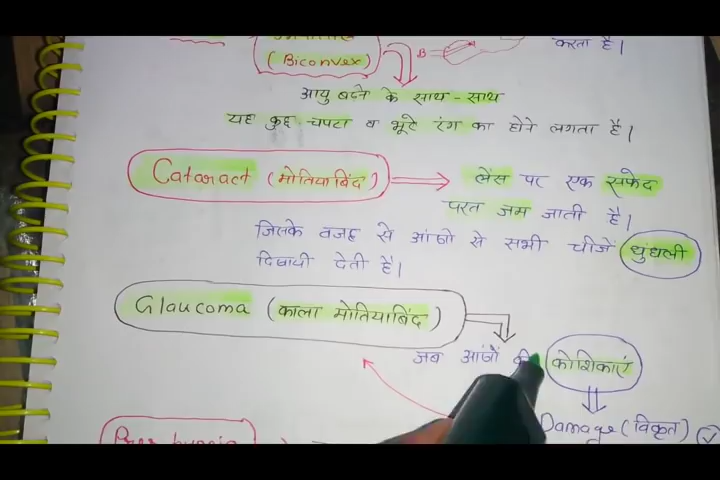 (Biconvex)
B
करता है।
आयु बढ़ने के साथ-साथ
यह कुछ चपटा व भूरे रंग का होने लगता है।
Cataract (मोतियाबिंद)
लेंस पर एक सफेद
परत जम जाती है।
जिसके वजह से आंखो से सभी चीजें धुंधली
दिखायी देती है।
Glaucoma (काला मोतियाबिंद)
जब आंखों की कोशिकाएं
Damage (विकृत)